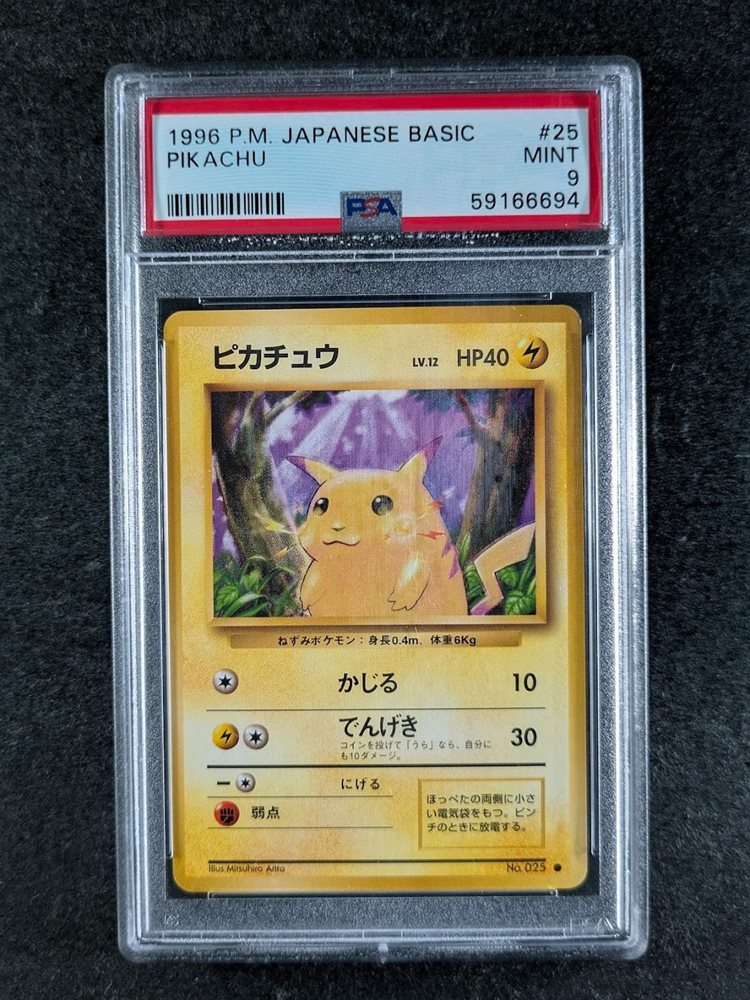 1996 P.M. JAPANESE BASIC #25
PIKACHU MINT
9
PSA 59166694
ピカチュウ LV.12 HP40
ねずみポケモン：身長0.4m、体重6Kg
かじる 10
でんげき 30
コインを投げて「うら」なら、自分に
も10ダメージ。
にげる
弱点
ほっぺたの両側に小さ
い電気袋をもつ。ピン
チのときに放電する。
Illus Mitsuhiro Arita No. 025